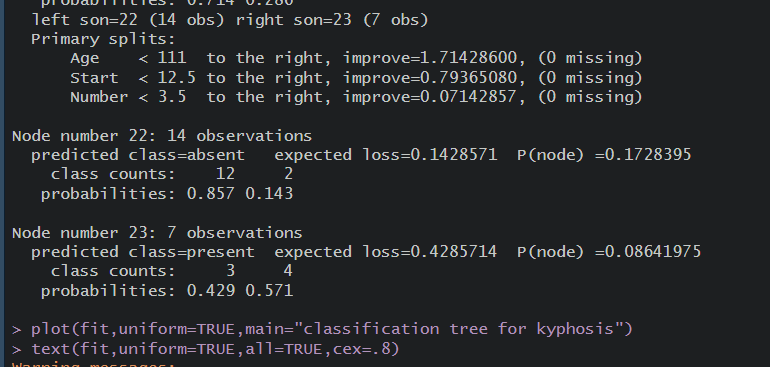 probabilities: 0.714 0.286
left son=22 (14 obs) right son=23 (7 obs)
Primary splits:
Age    < 111  to the right, improve=1.71428600, (0 missing)
Start  < 12.5 to the right, improve=0.79365080, (0 missing)
Number < 3.5  to the right, improve=0.07142857, (0 missing)
Node number 22: 14 observations
predicted class=absent   expected loss=0.1428571  P(node) =0.1728395
class counts:    12     2
probabilities: 0.857 0.143
Node number 23: 7 observations
predicted class=present  expected loss=0.4285714  P(node) =0.08641975
class counts:     3     4
probabilities: 0.429 0.571
> plot(fit,uniform=TRUE,main="classification tree for kyphosis")
> text(fit,uniform=TRUE,all=TRUE,cex=.8)
Warning messages: